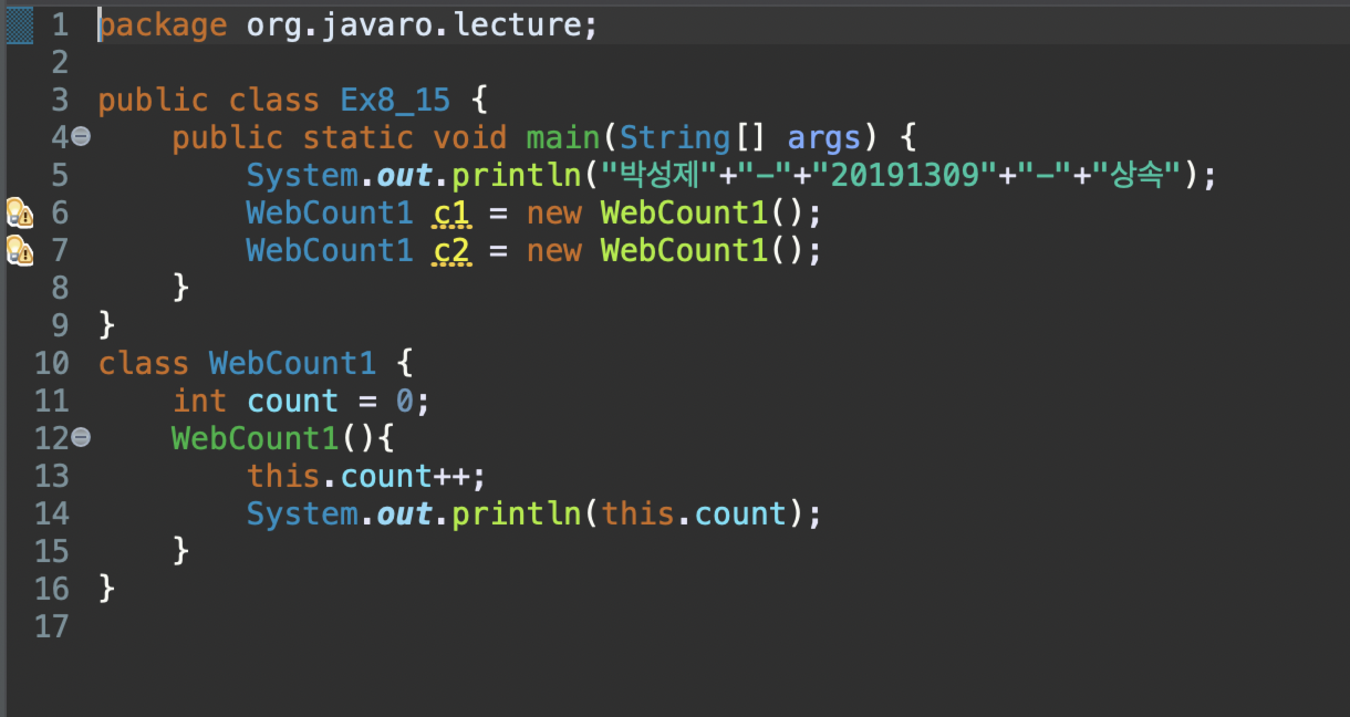 1 package org.javaro.lecture;
2
3 public class Ex8_15 {
4 public static void main(String[] args) {
5 System.out.println("박성제"+"-"+"20191309"+"-"+"상속");
6 WebCount1 c1 = new WebCount1();
7 WebCount1 c2 = new WebCount1();
8 }
9 }
10 class WebCount1 {
11 int count = 0;
12 WebCount1(){
13 this.count++;
14 System.out.println(this.count);
15 }
16 }
17